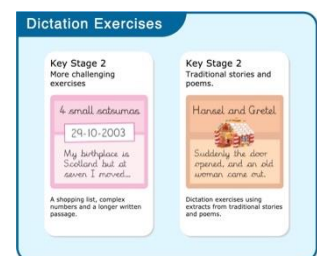 Dictation Exercises
Key Stage 2
More challenging
exercises
4 small satsumas
29-10-2003
My birthplace is
Scotland but at
seven I moved...
A shopping list, complex
numbers and a longer written
passage.
Key Stage 2
Traditional stories and
poems.
Hansel and Gretel
Suddenly the door
opened, and an old
woman came out.
Dictation exercises using
extracts from traditional stories
and poems.